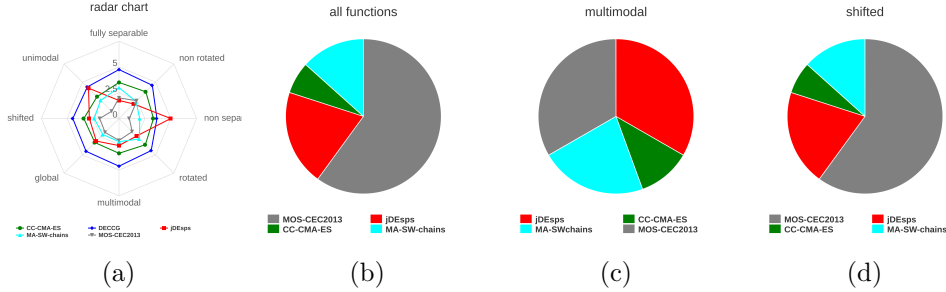 radar chart
fully separable
unimodal
non rotated
5
2.5
0
shifted
non sepa
global
rotated
multimodal
CC-CMA-ES
DECCG
jDEsps
MA-SW-chains
MOS-CEC2013
(a)
all functions
MOS-CEC2013
jDEsps
CC-CMA-ES
MA-SW-chains
(b)
multimodal
jDEsps
CC-CMA-ES
MA-SWchains
MOS-CEC2013
(c)
shifted
MOS-CEC2013
jDEsps
CC-CMA-ES
MA-SW-chains
(d)